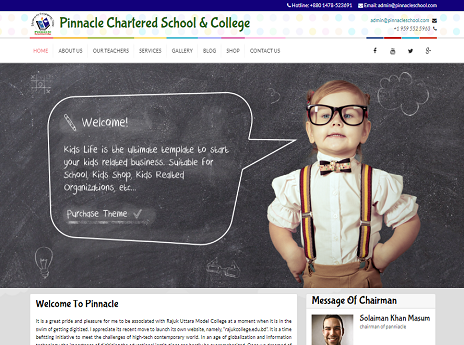 Hotline: +880 1478-523691 Email: admin@pinnacleschool.com
Pinnacle Chartered School & College
admin@pinnacleschool.com
+1 959 552 5963
HOME ABOUT US OUR TEACHERS SERVICES GALLERY BLOG SHOP CONTACT US
Welcome!
Kids Life is the ultimate template to start
your kids related business. Suitable for
School, Kids Shop, Kids Realted
Organizations, etc...
Purchase Theme
Welcome To Pinnacle
It is a great pride and pleasure for me to be associated with Rajuk Uttara Model College at a moment when it is in the
swim of getting digitized. I appreciate its recent move to launch its own website, namely, "rajukcollege.edu.bd", It is a time
befitting initiative to meet the challenges of high-tech contemporary world. In an age of globalization and information
Message Of Chairman
Solaiman Khan Masum
chairman of panniacle